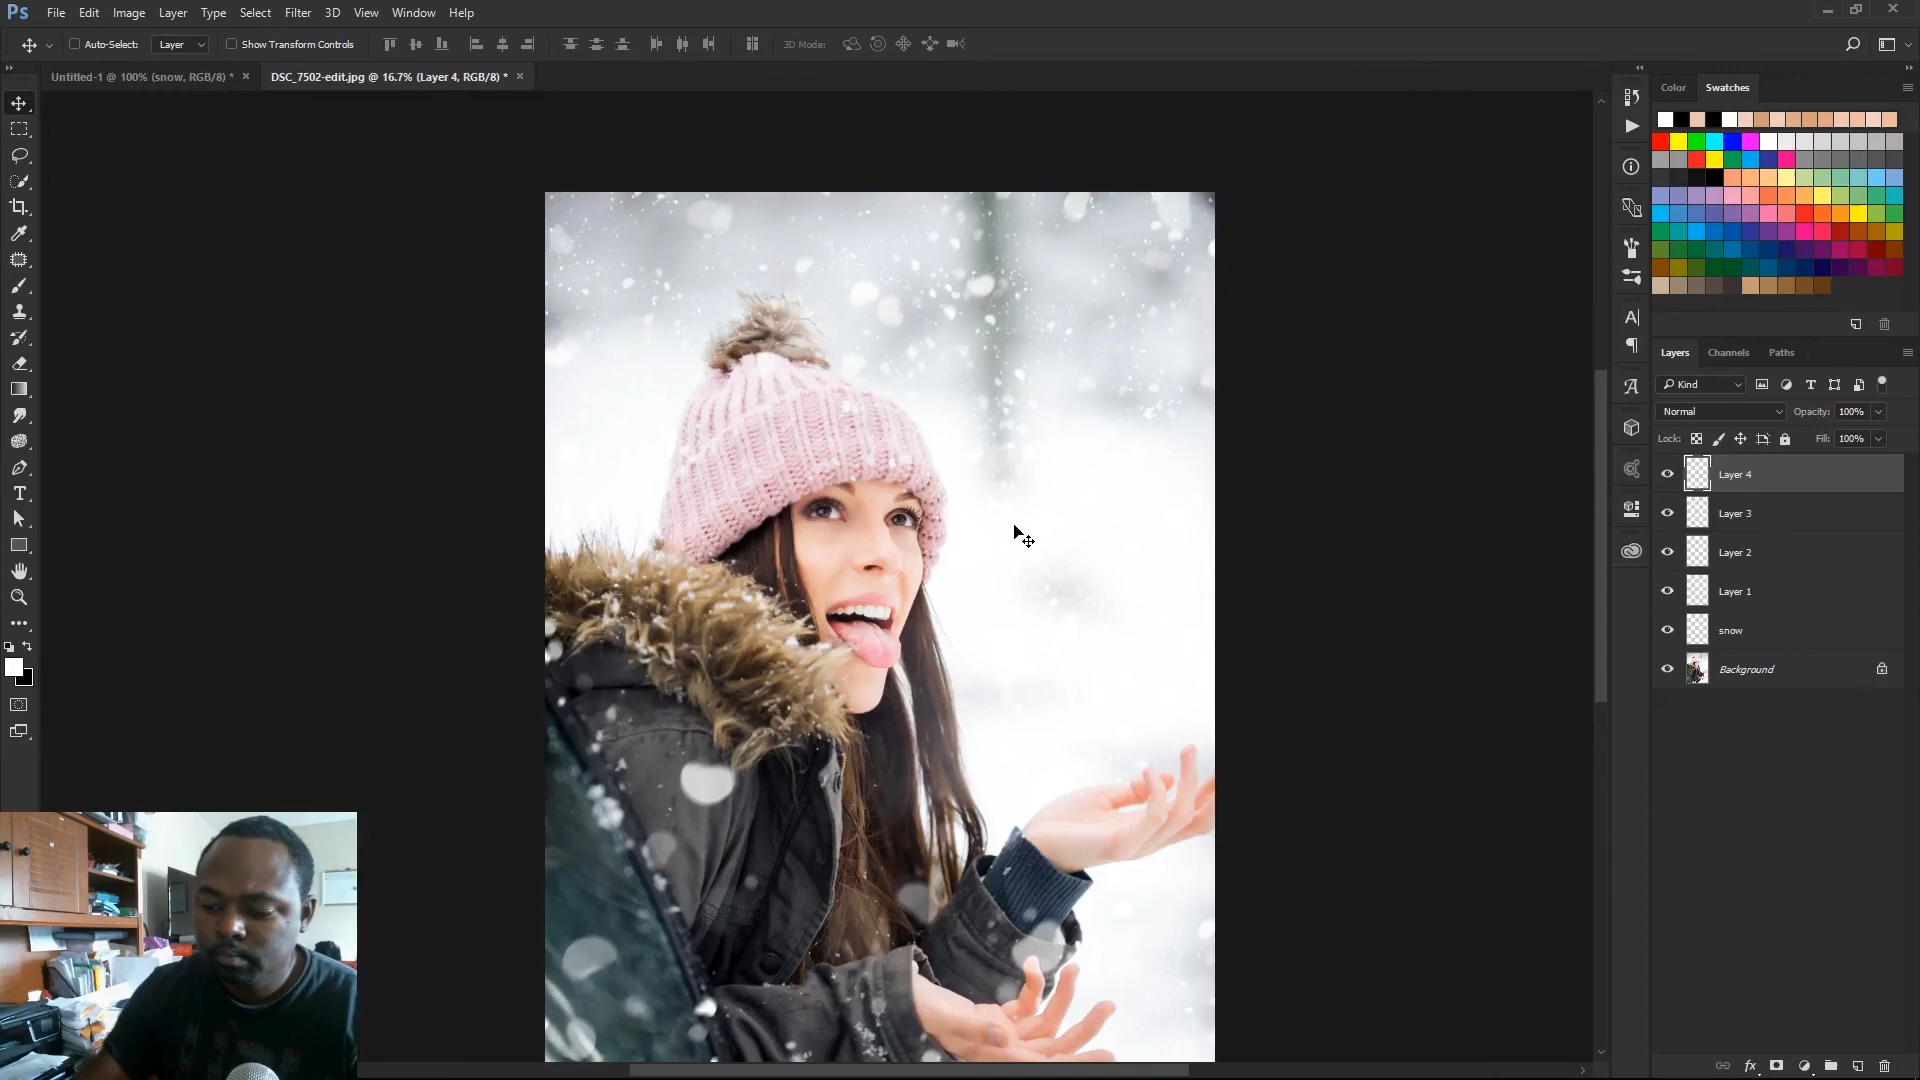 Ps File Edit Image Layer Type Select Filter 3D View Window Help
Auto-Select: Layer Show Transform Controls 3D Mode:
Untitled-1 @ 100% (snow, RGB/8) * × DSC_7502-edit.jpg @ 16.7% (Layer 4, RGB/8) * ×
Color Swatches
Layers Channels Paths
Kind
Normal Opacity: 100%
Lock: Fill: 100%
Layer 4
Layer 3
Layer 2
Layer 1
snow
Background
fx